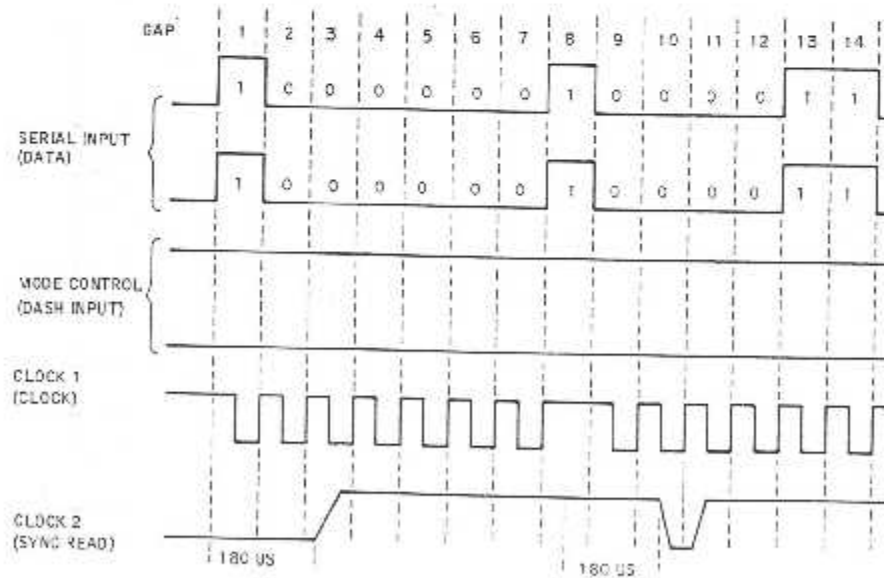 GAP 1 2 3 4 5 6 7 8 9 10 11 12 13 14
1 0 0 0 0 0 0 1 0 0 0 0 1 1
SERIAL INPUT
(DATA)
1 0 0 0 0 0 0 1 0 0 0 0 1 1
MODE CONTROL
(DASH INPUT)
CLOCK 1
(CLOCK)
CLOCK 2
(SYNC READ)
180 US 180 US